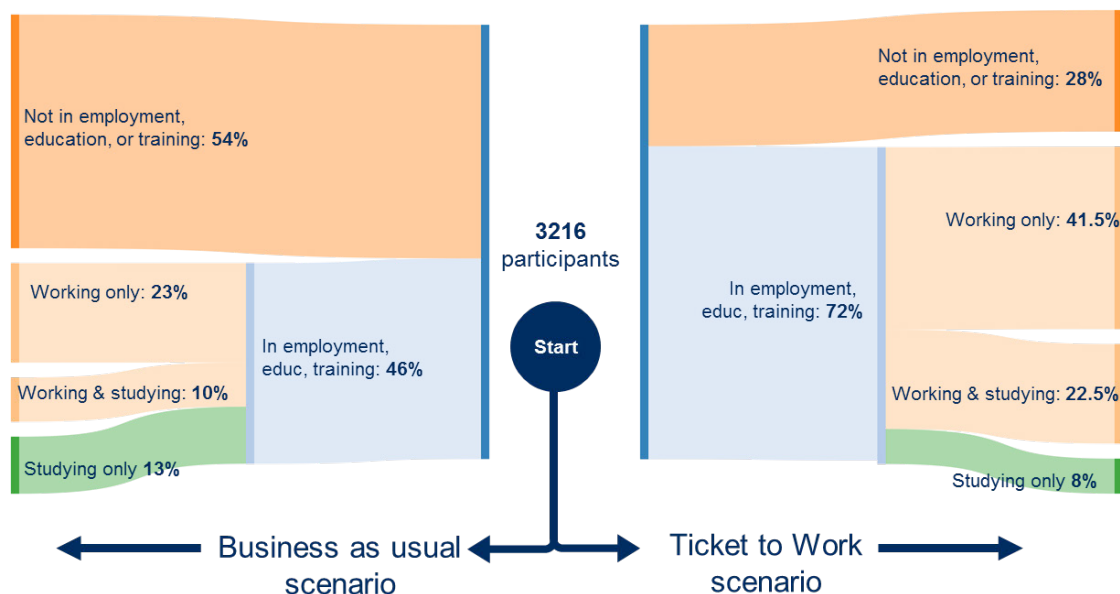 Not in employment,
education, or training: 54%
Working only: 23%
In employment,
educ, training: 46%
Working & studying: 10%
Studying only 13%
3216
participants
Start
Not in employment,
education, or training: 28%
Working only: 41.5%
In employment,
educ, training: 72%
Working & studying: 22.5%
Studying only 8%
Business as usual
scenario
Ticket to Work
scenario